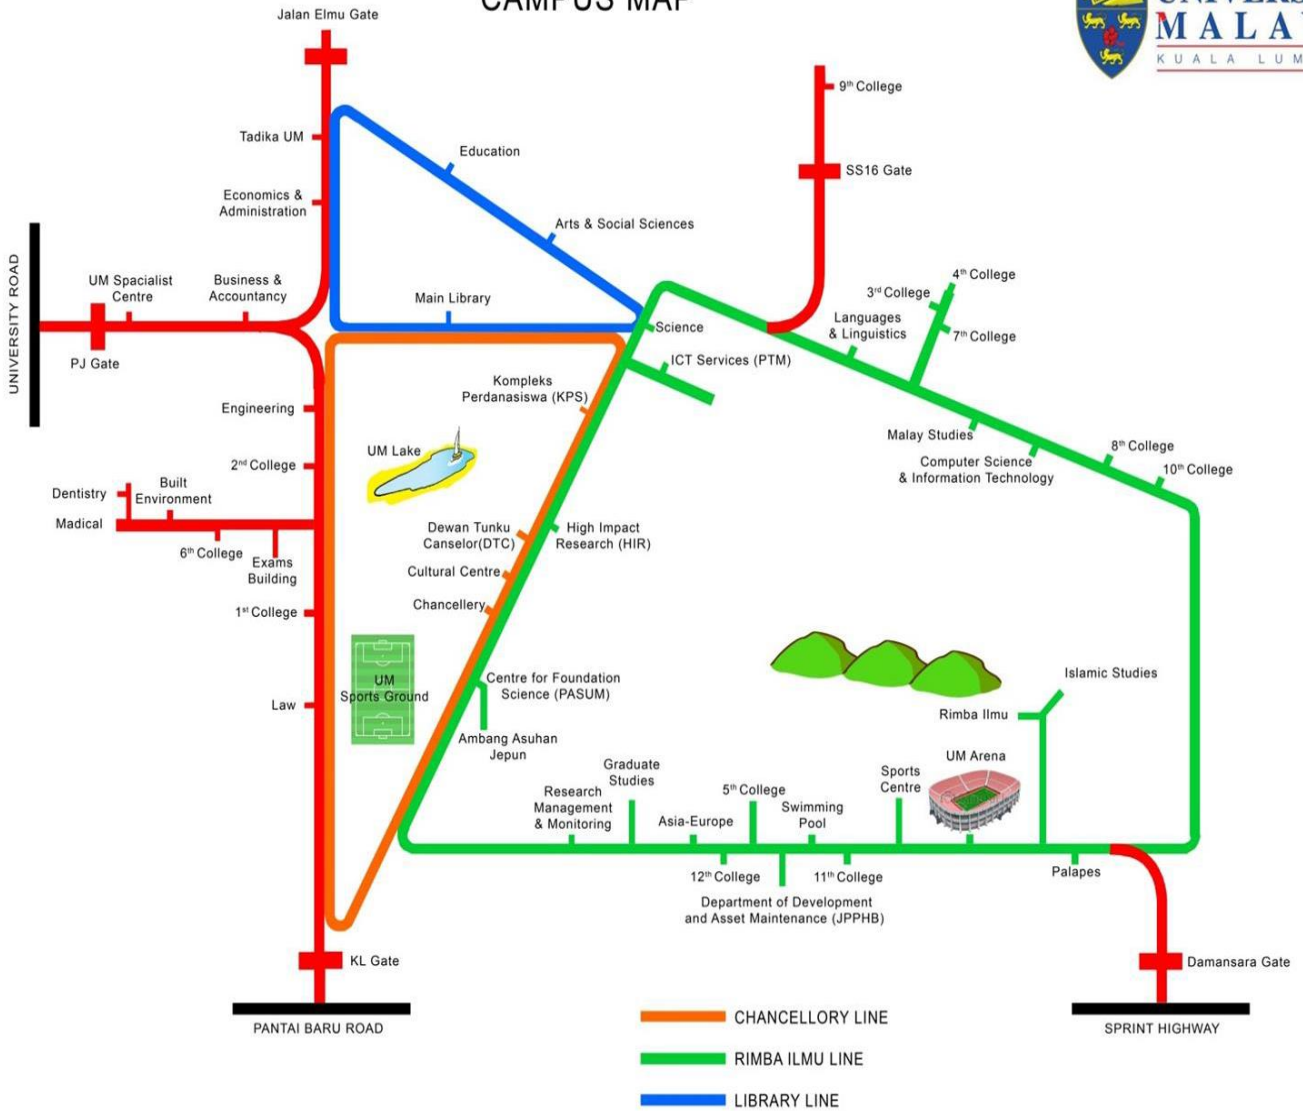 CAMPUS MAP
MALA
KUALA LUM
Jalan Elmu Gate
9th College
Tadika UM
Education
SS16 Gate
Economics &
Administration
Arts & Social Sciences
UNIVERSITY ROAD
UM Spacialist
Centre
Business &
Accountancy
Main Library
4th College
3rd College
Languages
& Linguistics
7th College
Science
PJ Gate
ICT Services (PTM)
Kompleks
Perdanasiswa (KPS)
Engineering
Malay Studies
8th College
UM Lake
Computer Science
& Information Technology
10th College
2nd College
Dentistry
Built
Environment
Madical
6th College
Exams
Building
Dewan Tunku
Canselor(DTC)
High Impact
Research (HIR)
Cultural Centre
1st College
Chancellery
UM
Sports Ground
Centre for Foundation
Science (PASUM)
Islamic Studies
Law
Rimba Ilmu
Ambang Asuhan
Jepun
UM Arena
Graduate
Studies
Sports
Centre
Research
Management
& Monitoring
5th College
Swimming
Pool
Asia-Europe
12th College
11th College
Palapes
Department of Development
and Asset Maintenance (JPPHB)
KL Gate
Damansara Gate
PANTAI BARU ROAD
SPRINT HIGHWAY
CHANCELLORY LINE
RIMBA ILMU LINE
LIBRARY LINE